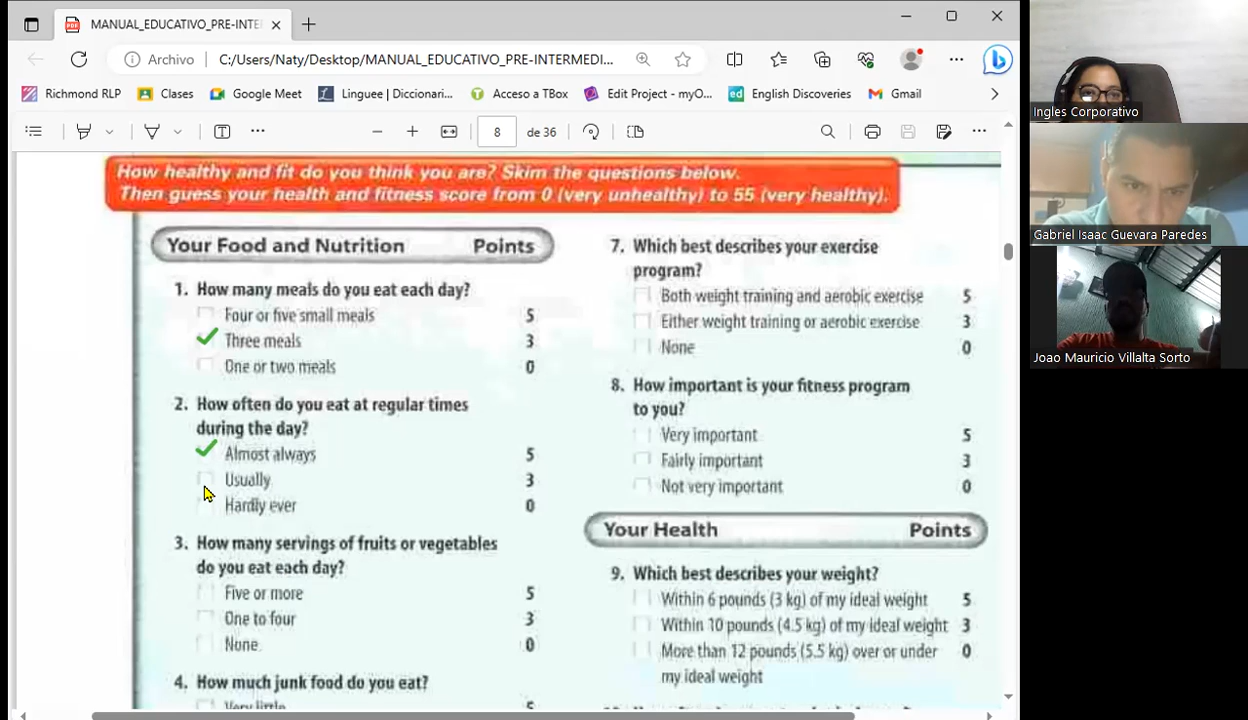 MANUAL_EDUCATIVO_PRE-INTE
Archivo
C:/Users/Naty/Desktop/MANUAL_EDUCATIVO_PRE-INTERMEDI...
Richmond RLP
Clases
Google Meet
Linguee | Diccionari...
Acceso a TBox
Edit Project - myO...
English Discoveries
Gmail
8
de 36
How healthy and fit do you think you are? Skim the questions below.
Then guess your health and fitness score from 0 (very unhealthy) to 55 (very healthy).
Your Food and Nutrition Points
1. How many meals do you eat each day?
Four or five small meals 5
Three meals 3
One or two meals 0
2. How often do you eat at regular times
during the day?
Almost always 5
Usually 3
Hardly ever 0
3. How many servings of fruits or vegetables
do you eat each day?
Five or more 5
One to four 3
None 0
4. How much junk food do you eat?
Very little 5
7. Which best describes your exercise
program?
Both weight training and aerobic exercise 5
Either weight training or aerobic exercise 3
None 0
8. How important is your fitness program
to you?
Very important 5
Fairly important 3
Not very important 0
Your Health Points
9. Which best describes your weight?
Within 6 pounds (3 kg) of my ideal weight 5
Within 10 pounds (4.5 kg) of my ideal weight 3
More than 12 pounds (5.5 kg) over or under 0
my ideal weight
Ingles Corporativo
Gabriel Isaac Guevara Paredes
Joao Mauricio Villalta Sorto